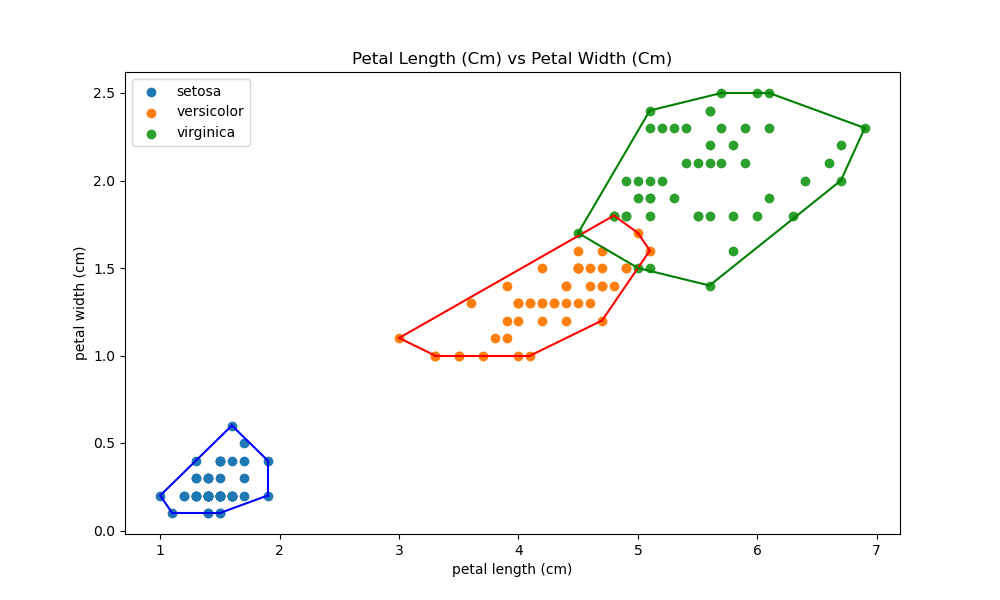 Petal Length (Cm) vs Petal Width (Cm)
setosa
versicolor
virginica
petal width (cm)
2.5
2.0
1.5
1.0
0.5
0.0
1 2 3 4 5 6 7
petal length (cm)